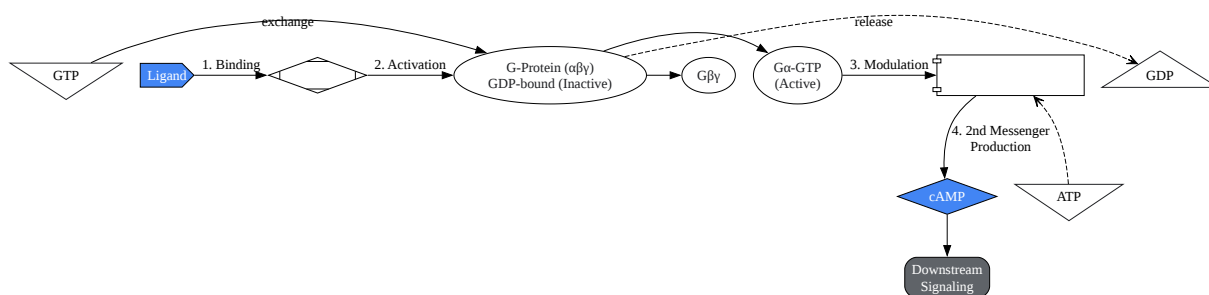 exchange
release
GTP
Ligand
1. Binding
2. Activation
G-Protein (αβγ)
GDP-bound (Inactive)
Gβγ
Gα-GTP
(Active)
3. Modulation
GDP
4. 2nd Messenger
Production
cAMP
ATP
Downstream
Signaling